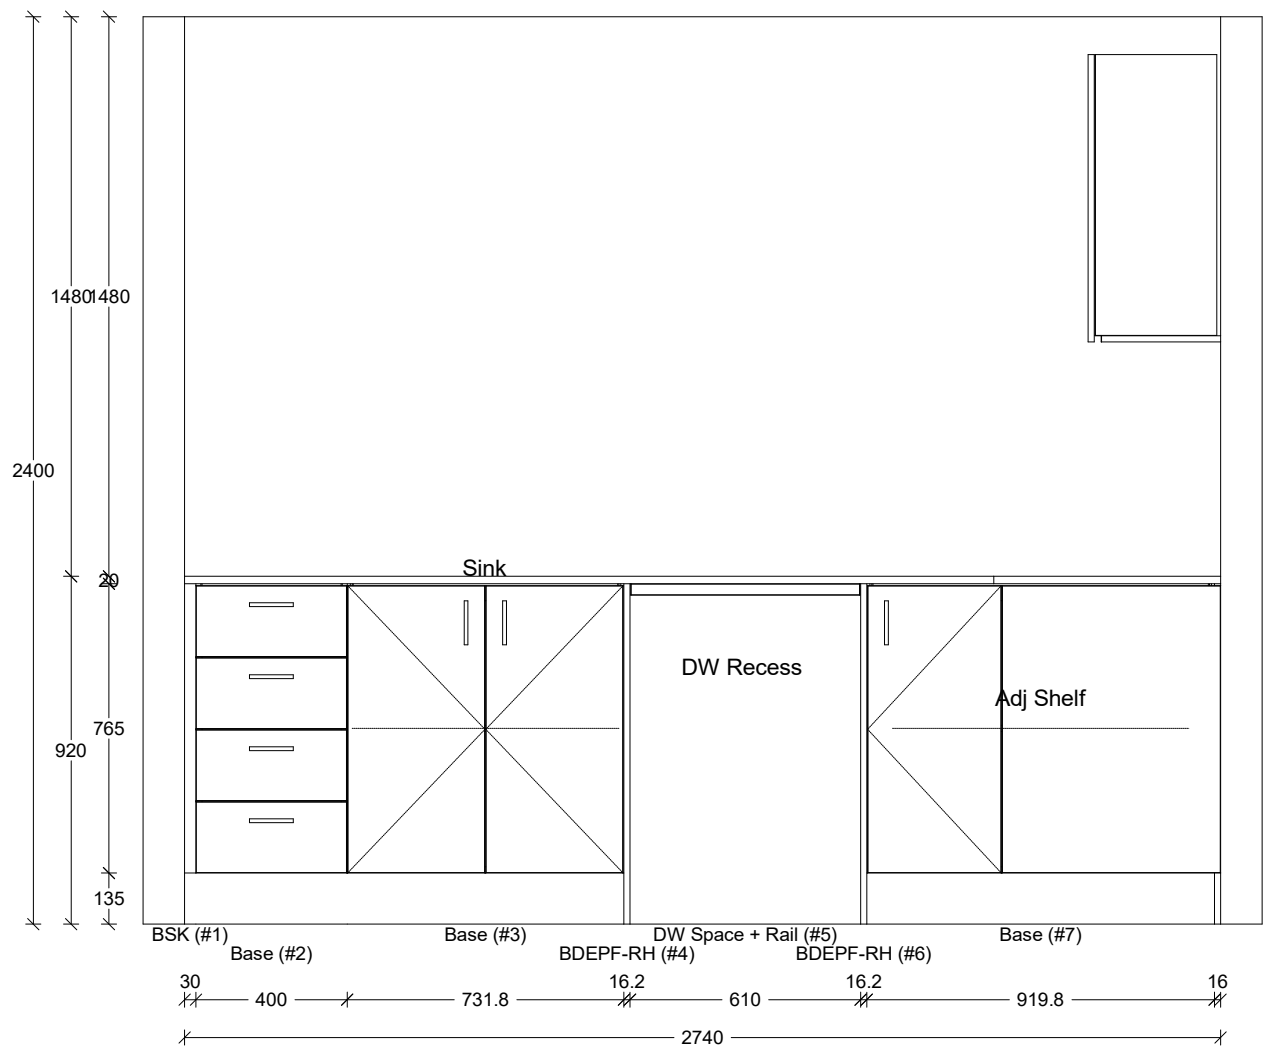 1480
1480
2400
Sink
20
DW Recess
Adj Shelf
765
920
135
BSK (#1)
Base (#3)
DW Space + Rail (#5)
Base (#7)
Base (#2)
BDEPF-RH (#4)
BDEPF-RH (#6)
30
16.2
16.2
16
400
731.8
610
919.8
2740